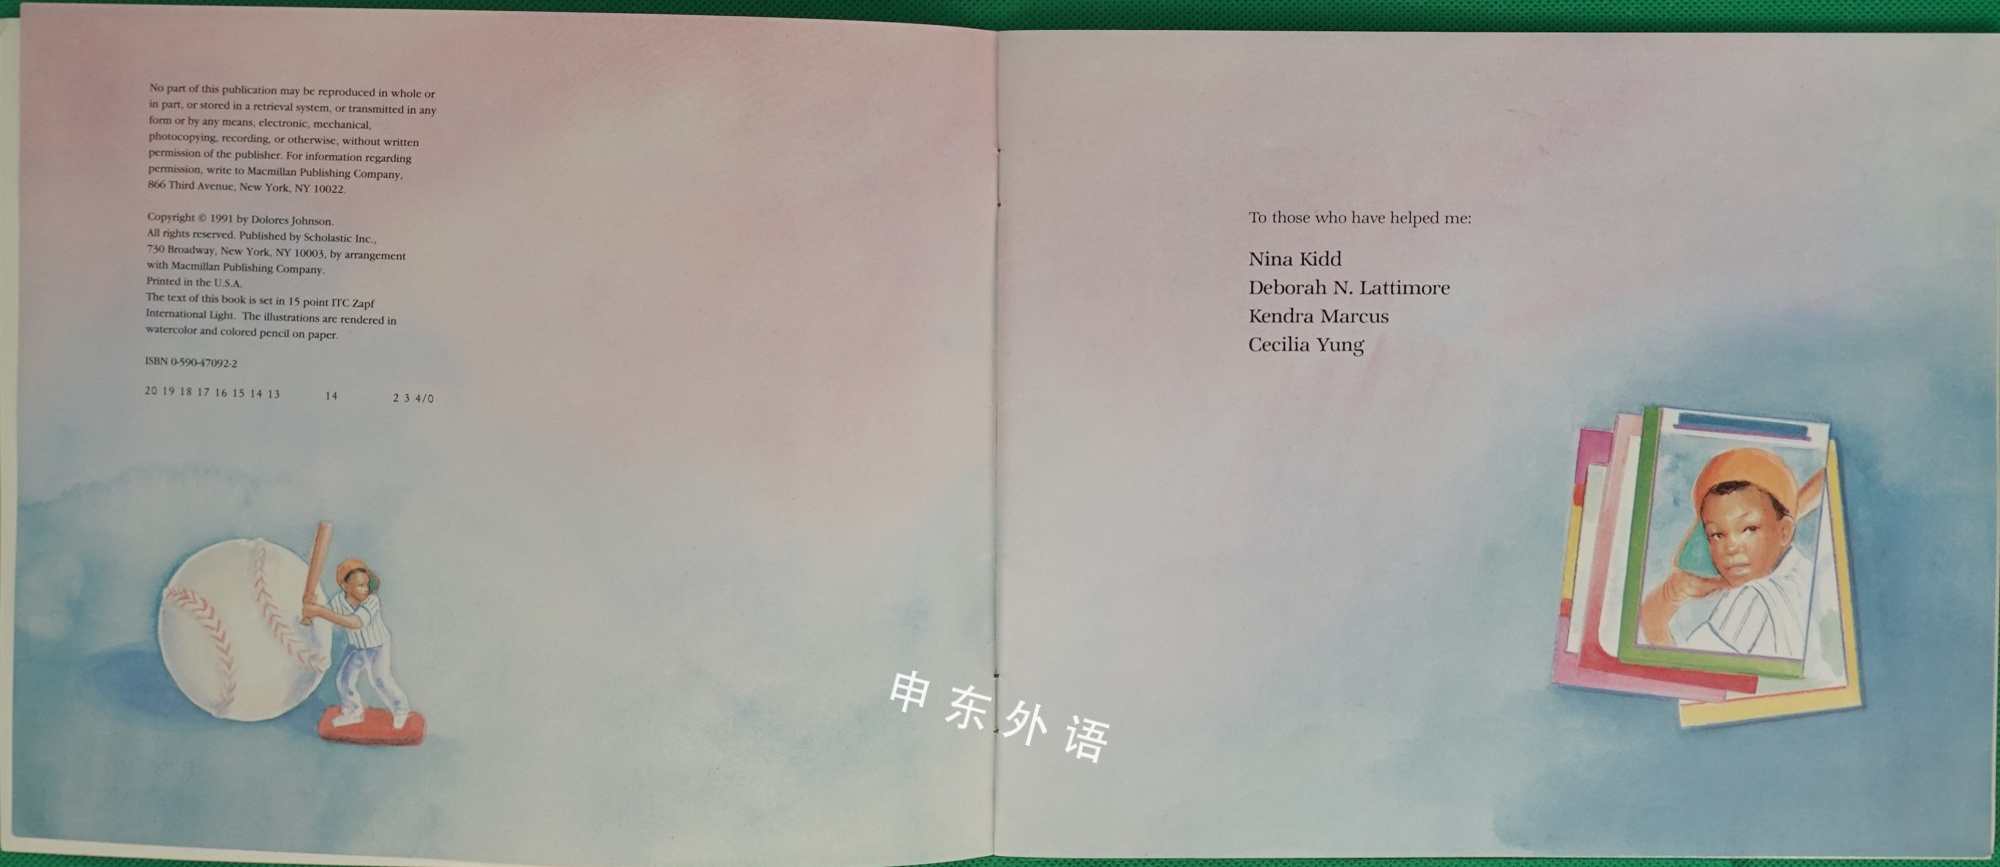 No part of this publication may be reproduced in whole or
in part, or stored in a retrieval system, or transmitted in any
form or by any means, electronic, mechanical,
photocopying, recording, or otherwise, without written
permission of the publisher. For information regarding
permission, write to Macmillan Publishing Company,
866 Third Avenue, New York, NY 10022.
Copyright © 1991 by Dolores Johnson.
All rights reserved. Published by Scholastic Inc.,
730 Broadway, New York, NY 10003, by arrangement
with Macmillan Publishing Company.
Printed in the U.S.A.
The text of this book is set in 15 point ITC Zapf
International Light. The illustrations are rendered in
watercolor and colored pencil on paper.
ISBN 0-590-47092-2
20 19 18 17 16 15 14 13 14 2 3 4/0
To those who have helped me:
Nina Kidd
Deborah N. Lattimore
Kendra Marcus
Cecilia Yung
申东外语